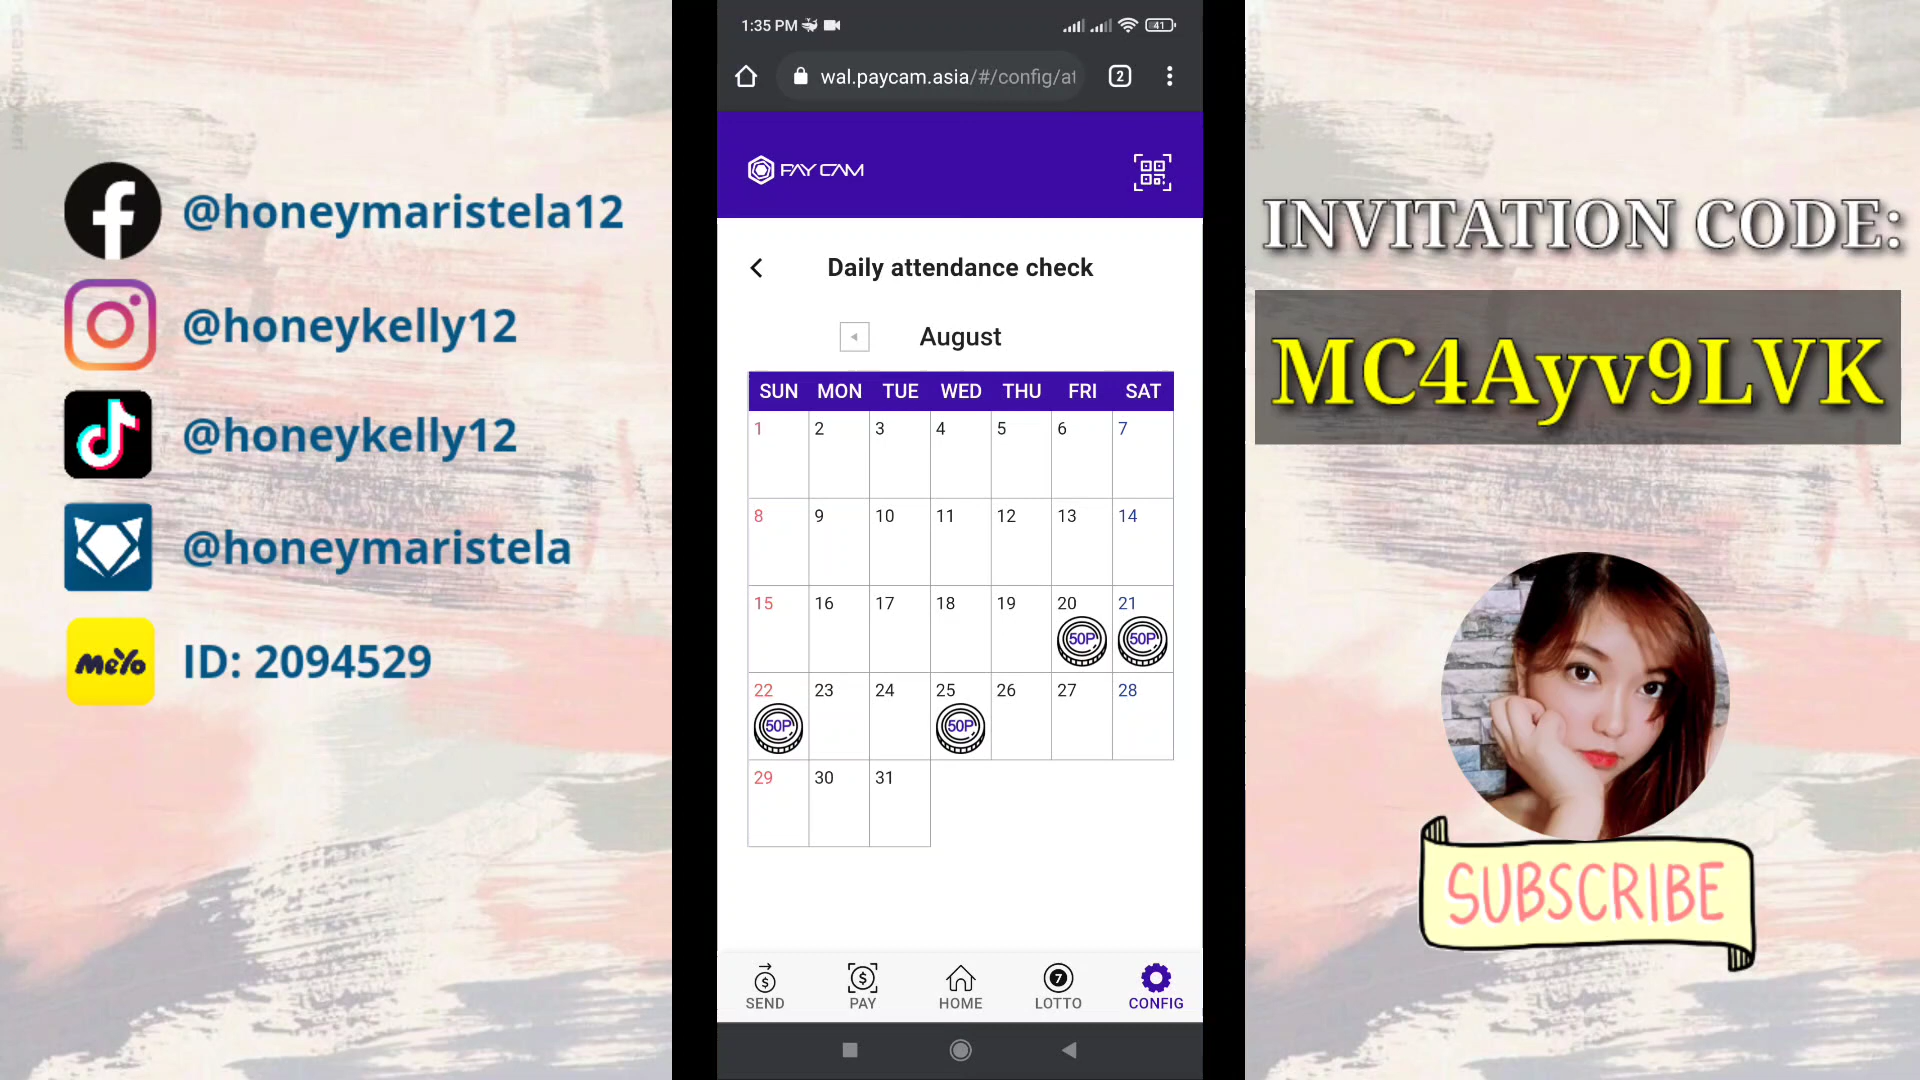 @honeymaristela12
@honeykelly12
@honeykelly12
@honeymaristela
MeYo
ID: 2094529
1:35 PM
41
wal.paycam.asia/#/config/at
2
PAY CAM
Daily attendance check
August
SUN MON TUE WED THU FRI SAT
1 2 3 4 5 6 7
8 9 10 11 12 13 14
15 16 17 18 19 20 21
50P 50P
22 23 24 25 26 27 28
50P 50P
29 30 31
SEND PAY HOME LOTTO CONFIG
INVITATION CODE:
MC4Ayv9LVK
SUBSCRIBE